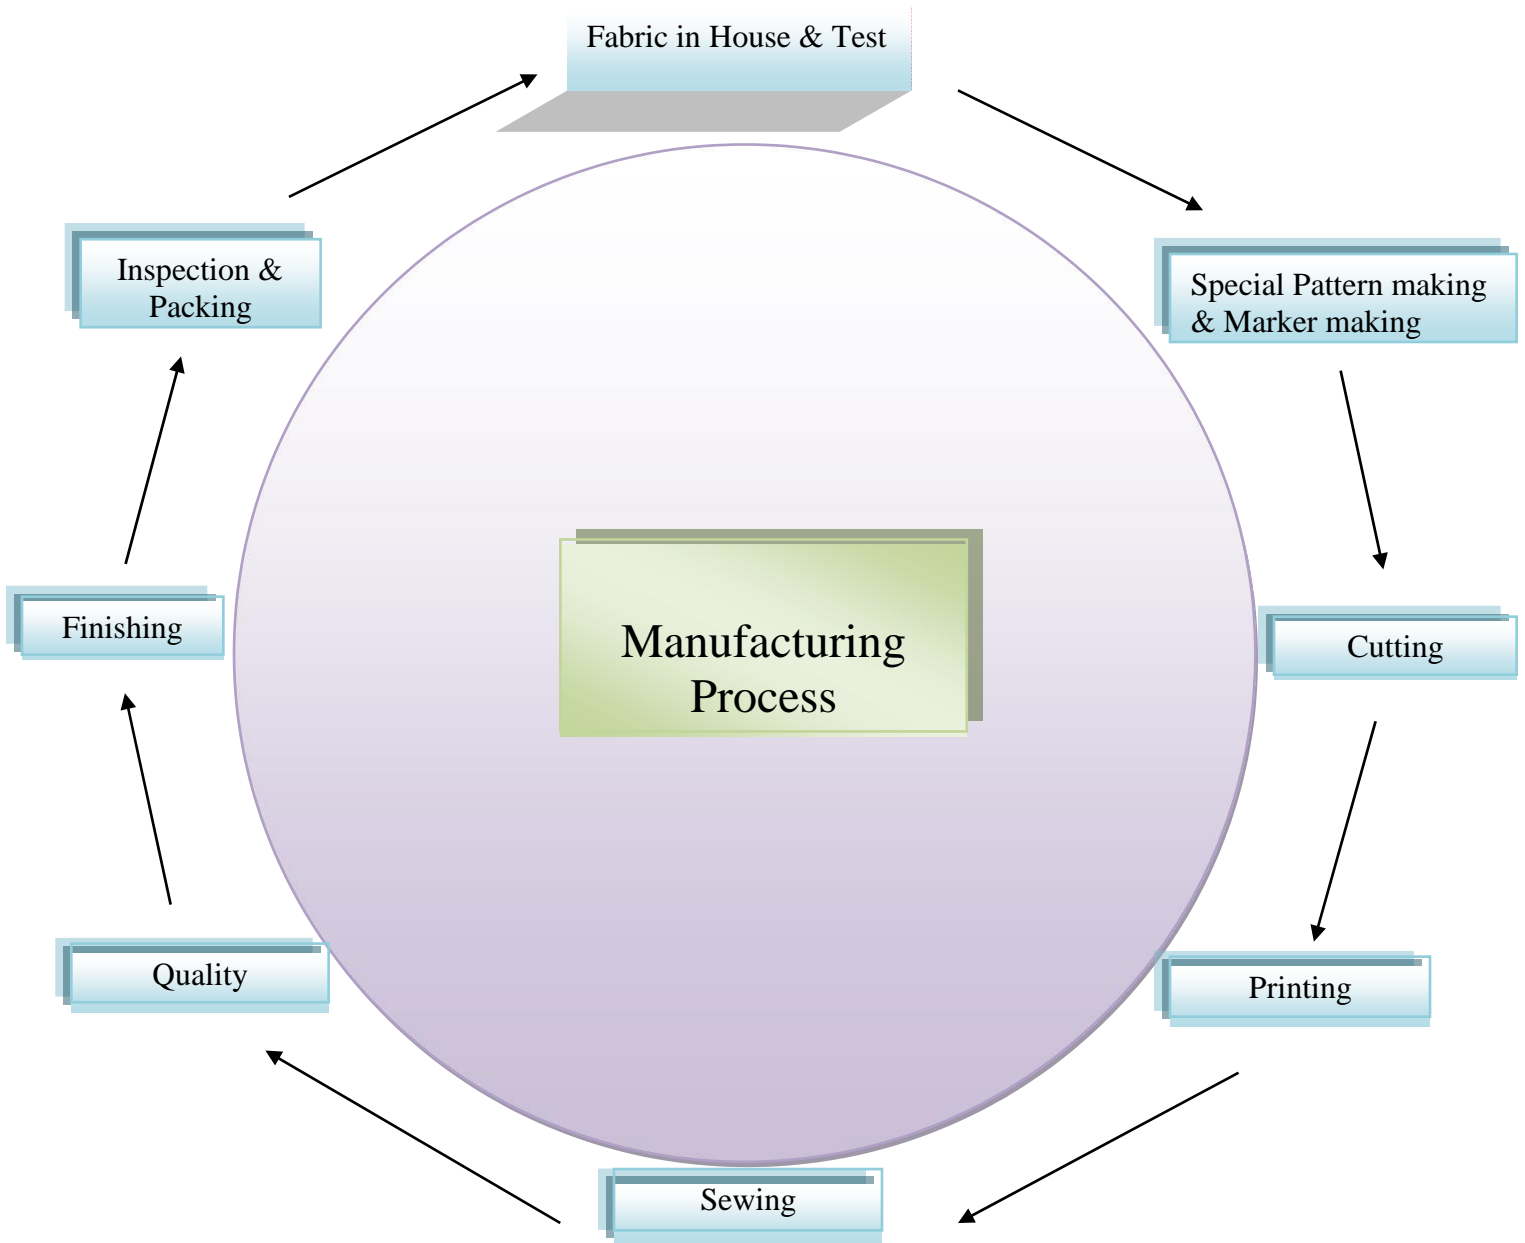 Fabric in House & Test
Special Pattern making
& Marker making
Cutting
Printing
Sewing
Quality
Finishing
Inspection &
Packing
Manufacturing
Process